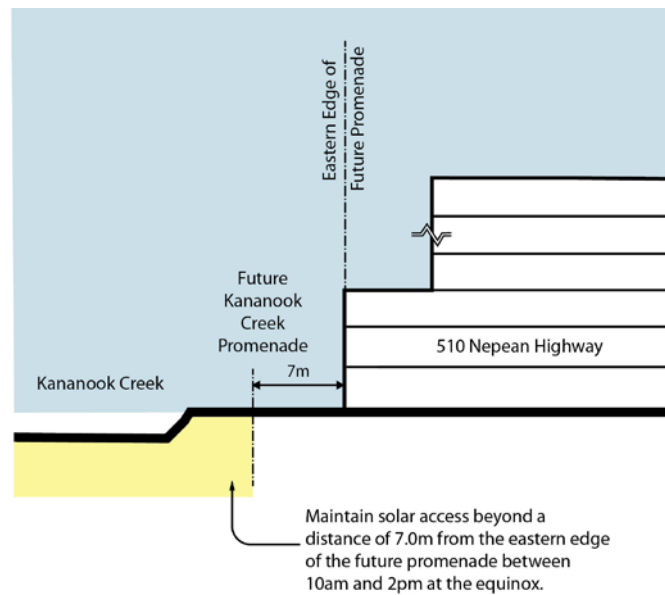 Eastern Edge of
Future Promenade
Future
Kananook
Creek
Promenade
7m
510 Nepean Highway
Kananook Creek
Maintain solar access beyond a
distance of 7.0m from the eastern edge
of the future promenade between
10am and 2pm at the equinox.